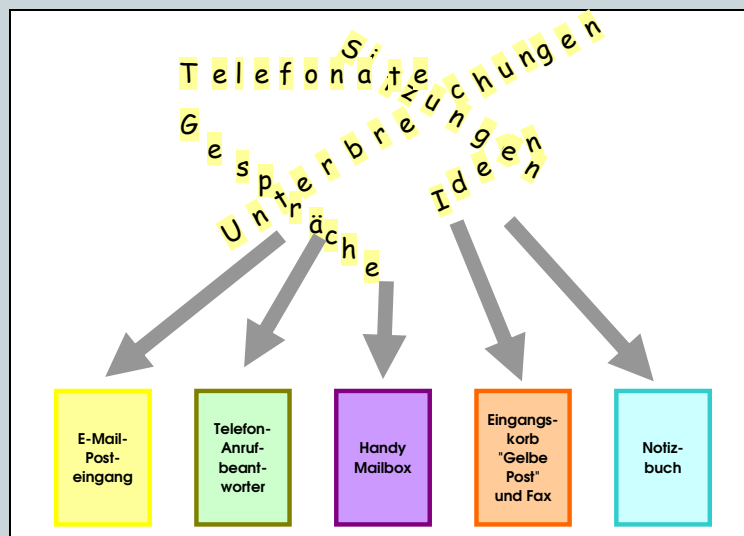 Telefonate
Sitzungen
Gespräche
Unterbrechungen
Ideen
E-Mail-
Post-
eingang
Telefon-
Anruf-
beant-
worter
Handy
Mailbox
Eingangs-
korb
"Gelbe
Post"
und Fax
Notiz-
buch